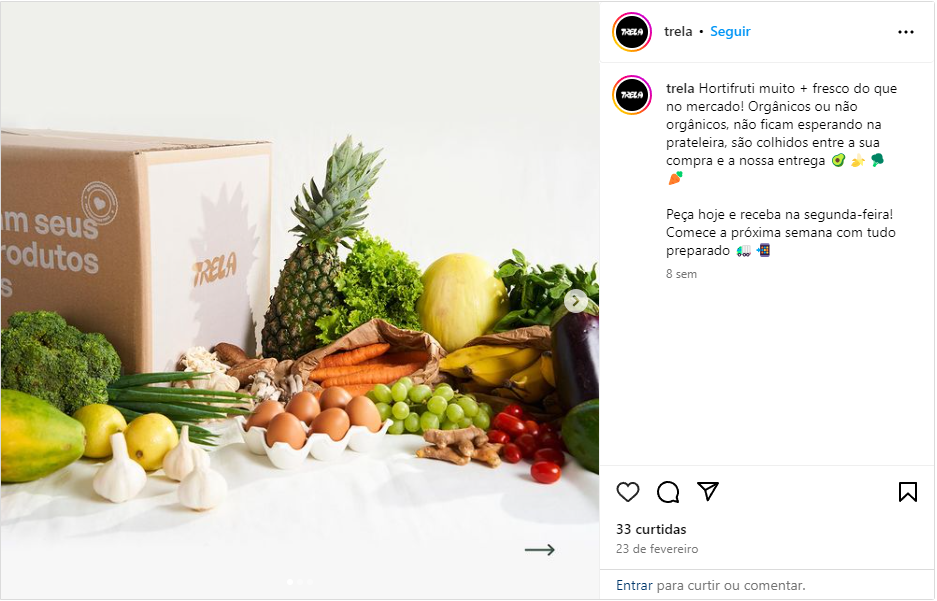 am seus
rodutos
s
TRELA
TRELA
trela • Seguir
TRELA
trela Hortifruti muito + fresco do que
no mercado! Orgânicos ou não
orgânicos, não ficam esperando na
prateleira, são colhidos entre a sua
compra e a nossa entrega 🥑 🍌 🥦
🥕
Peça hoje e receba na segunda-feira!
Comece a próxima semana com tudo
preparado 🚛 📲
8 sem
33 curtidas
23 de fevereiro
Entrar para curtir ou comentar.